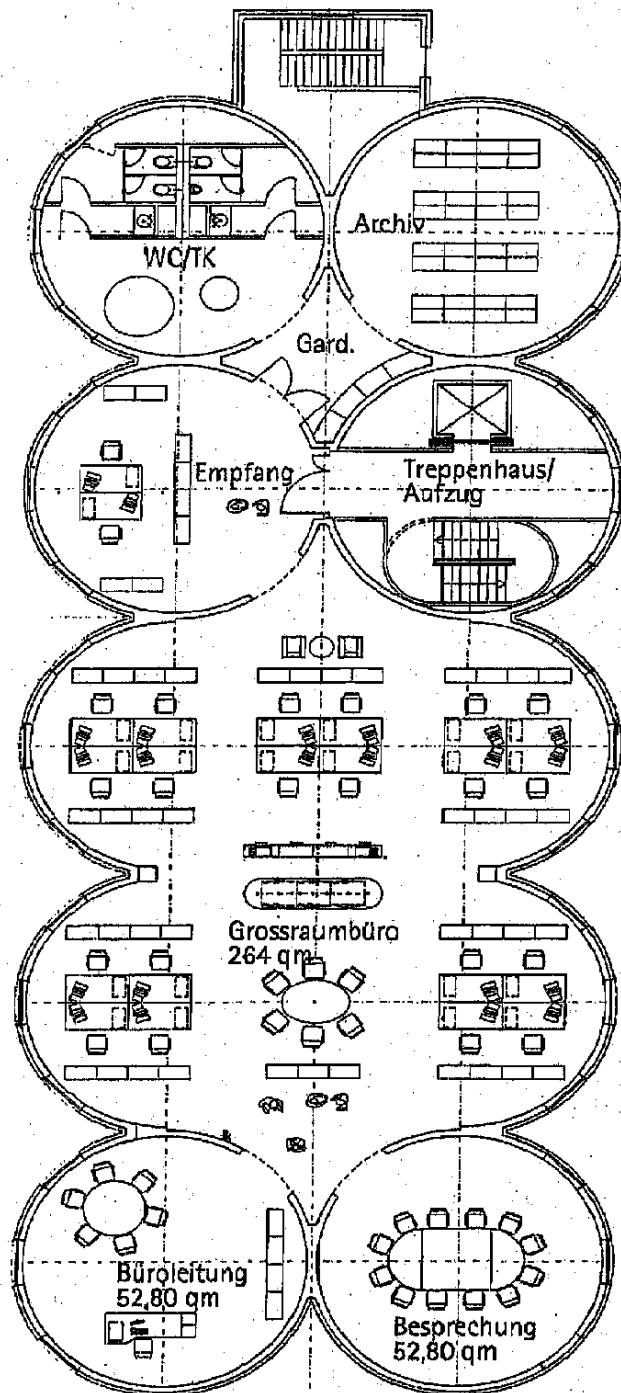 Archiv
WC/TK
Gard.
Empfang
Treppenhaus/
Aufzug
Grossraumbüro
264 qm
Büroleitung
52,80 qm
Besprechung
52,80 qm